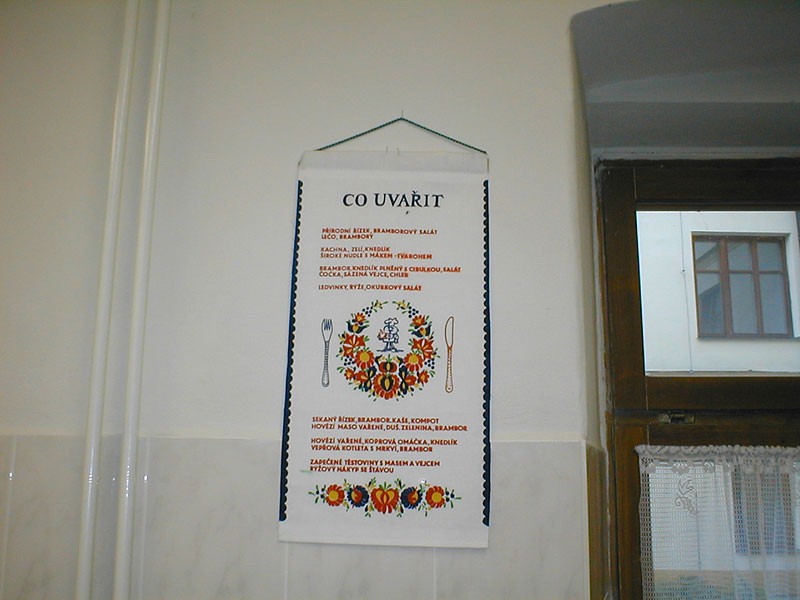 CO UVAŘIT
PŘÍRODNÍ ŘÍZEK, BRAMBOROVÝ SALÁT
LEČO, BRAMBORY
KACHNA, ZELÍ, KNEDLÍK
ŠIROKÉ NUDLE S MÁKEM - TVAROHEM
BRAMBOR. KNEDLÍK PLNĚNÝ S CIBULKOU, SALÁT
ČOČKA, SÁZENÁ VEJCE, CHLEB
LEDVINKY, RÝŽE, OKURKOVÝ SALÁT
SEKANÝ ŘÍZEK, BRAMBOR. KAŠE, KOMPOT
HOVĚZÍ MASO VAŘENÉ, DUŠ. ZELENINA, BRAMBOR
HOVĚZÍ VAŘENÉ, KOPROVÁ OMÁČKA, KNEDLÍK
VEPŘOVÁ KOTLETA S MRKVÍ, BRAMBOR
ZAPEČENÉ TĚSTOVINY S MASEM A VEJCEM
RÝŽOVÝ NÁKYP SE ŠŤÁVOU